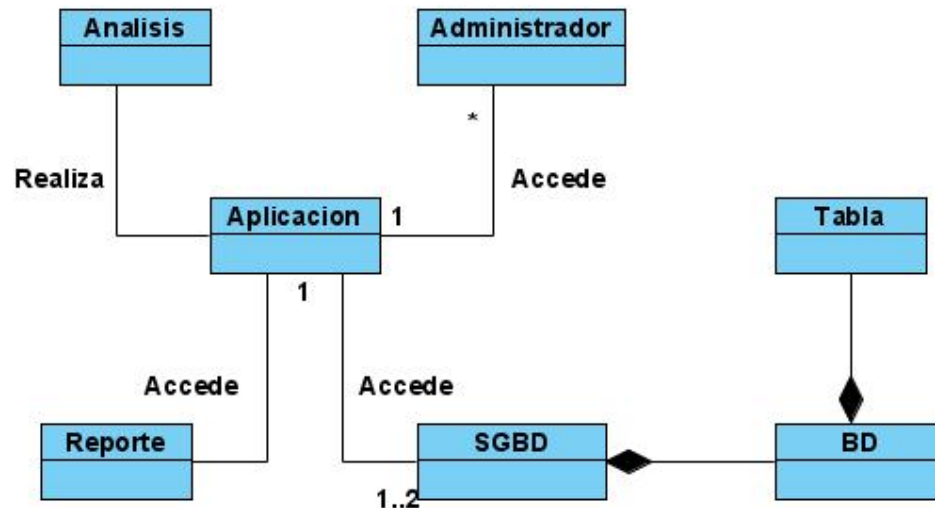 Analisis
Administrador
*
Realiza
Accede
Aplicacion
1
Tabla
1
Accede
Accede
Reporte
SGBD
BD
1..2